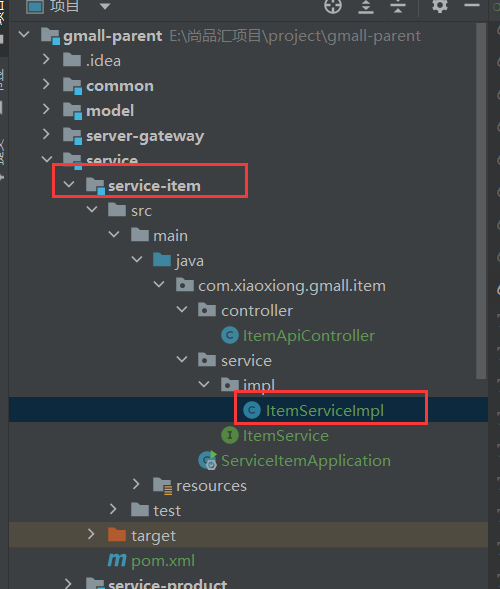 项目
gmall-parent E:\尚品汇项目\project\gmall-parent
.idea
common
model
server-gateway
service
service-item
src
main
java
com.xiaoxiong.gmall.item
controller
C ItemApiController
service
impl
C ItemServiceImpl
I ItemService
ServiceItemApplication
resources
test
target
m pom.xml
service-product